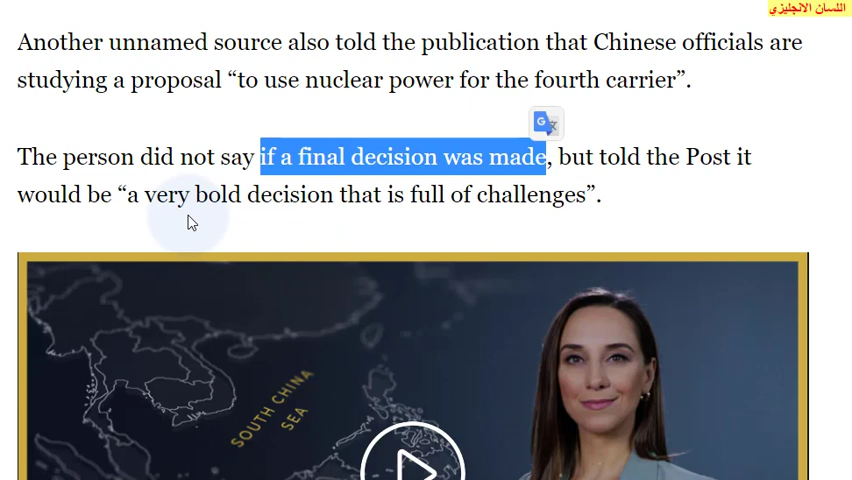 اللسان الانجليزي
Another unnamed source also told the publication that Chinese officials are
studying a proposal “to use nuclear power for the fourth carrier”.
The person did not say if a final decision was made, but told the Post it
would be “a very bold decision that is full of challenges”.
SOUTH CHINA
SEA